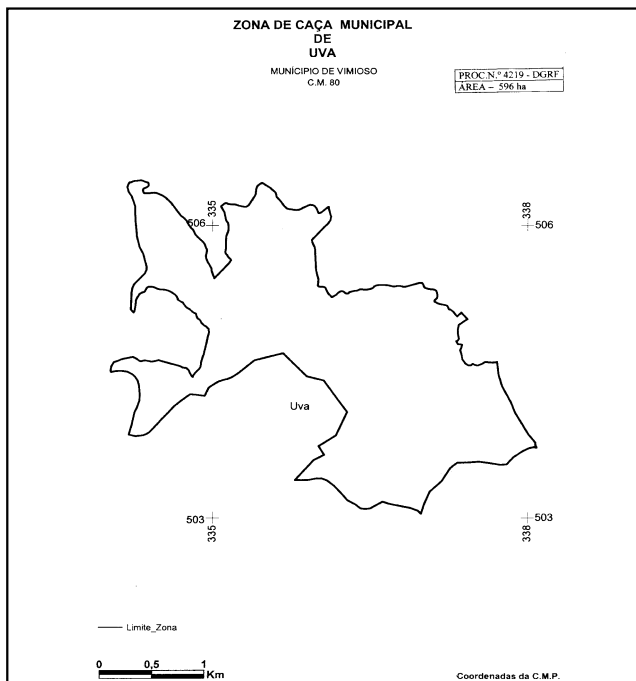 ZONA DE CAÇA MUNICIPAL
DE
UVA
MUNICIPIO DE VIMIOSO
C.M. 80
PROC.N.º 4219 - DGRF
ÁREA – 596 ha
335
506
338
506
Uva
503
335
503
338
Limite_Zona
0 0,5 1
Km
Coordenadas da C.M.P.